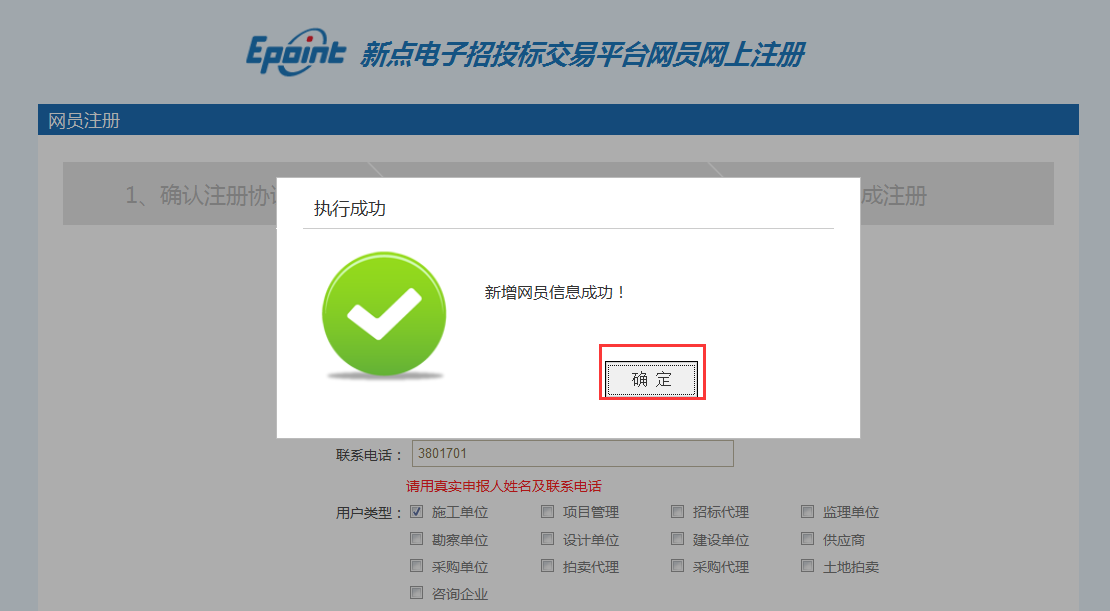 Epoint 新点电子招投标交易平台网员网上注册
网员注册
1、确认注册协
成注册
执行成功
新增网员信息成功！
确 定
联系电话： 3801701
请用真实申报人姓名及联系电话
用户类型： 施工单位 项目管理 招标代理 监理单位
勘察单位 设计单位 建设单位 供应商
采购单位 拍卖代理 采购代理 土地拍卖
咨询企业